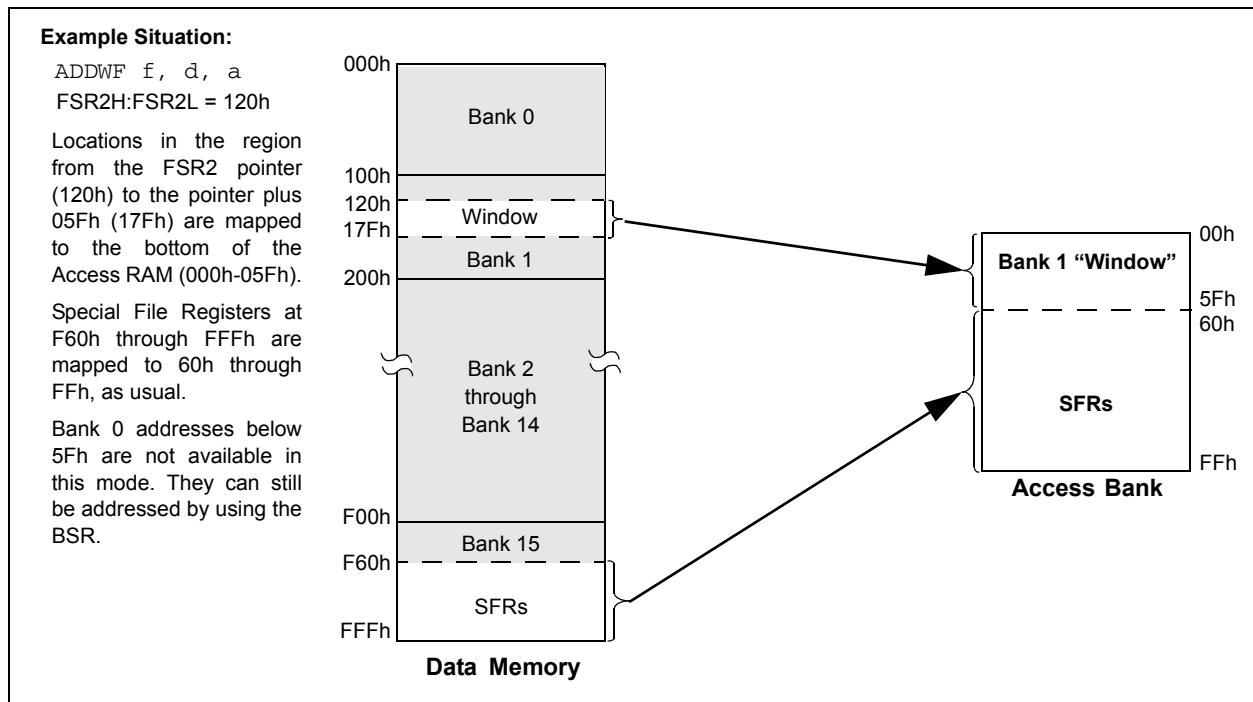 Example Situation:
ADDWF f, d, a
FSR2H:FSR2L = 120h
Locations in the region
from the FSR2 pointer
(120h) to the pointer plus
05Fh (17Fh) are mapped
to the bottom of the
Access RAM (000h-05Fh).
Special File Registers at
F60h through FFFh are
mapped to 60h through
FFh, as usual.
Bank 0 addresses below
5Fh are not available in
this mode. They can still
be addressed by using the
BSR.
000h
Bank 0
100h
120h
Window
17Fh
Bank 1
200h
Bank 2
through
Bank 14
F00h
Bank 15
F60h
SFRs
FFFh
Data Memory
00h
Bank 1 “Window”
5Fh
60h
SFRs
FFh
Access Bank